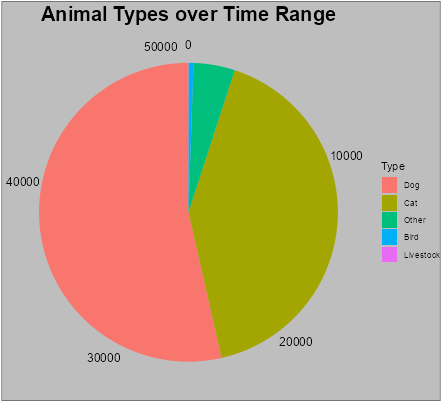 Animal Types over Time Range
50000 0
10000
40000
20000
30000
Type
Dog
Cat
Other
Bird
Livestock